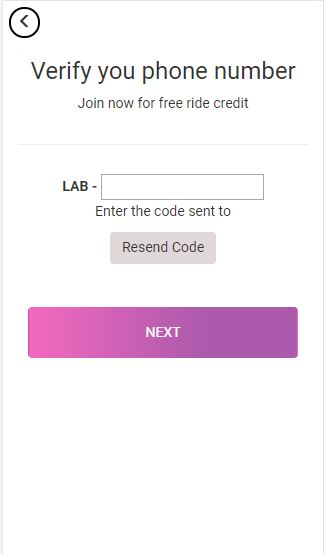 Verify you phone number
Join now for free ride credit
LAB -
Enter the code sent to
Resend Code
NEXT